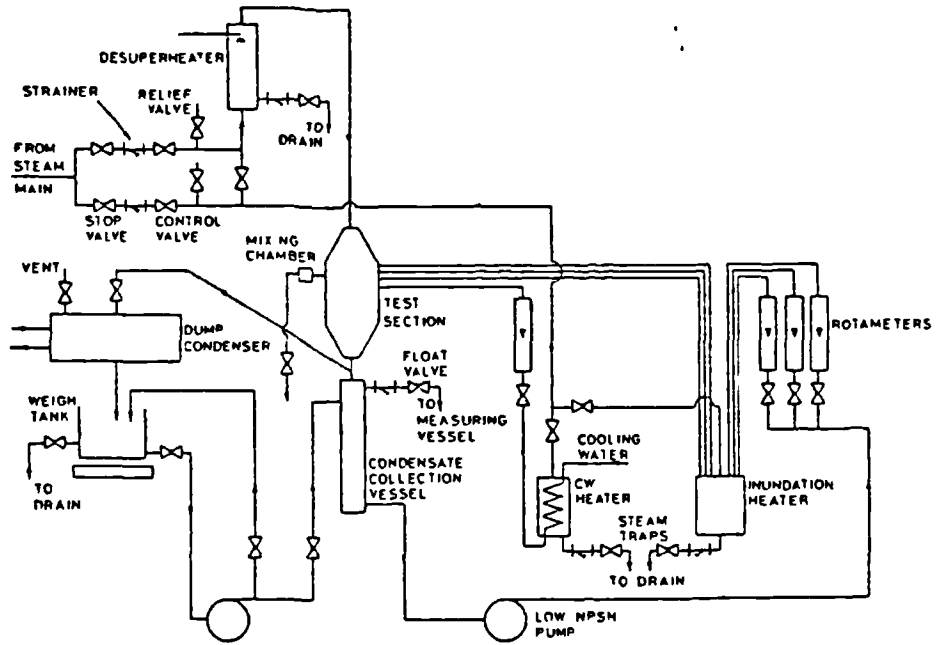 DESUPERHEATER
STRAINER
RELIEF
VALVE
TO
DRAIN
FROM
STEAM
MAIN
STOP
VALVE
CONTROL
VALVE
MIXING
CHAMBER
VENT
TEST
SECTION
DUMP
CONDENSER
ROTAMETERS
FLOAT
VALVE
TO
MEASURING
VESSEL
WEIGH
TANK
COOLING
WATER
TO
DRAIN
CONDENSATE
COLLECTION
VESSEL
CW
HEATER
INUNDATION
HEATER
STEAM
TRAPS
TO DRAIN
LOW NPSH
PUMP